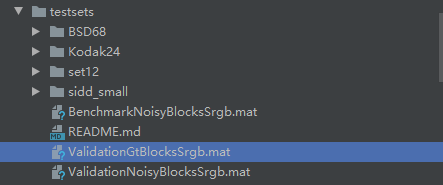 testsets
BSD68
Kodak24
set12
sidd_small
BenchmarkNoisyBlocksSrgb.mat
README.md
ValidationGtBlocksSrgb.mat
ValidationNoisyBlocksSrgb.mat